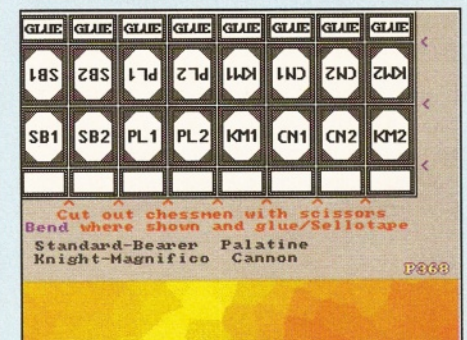 GLUE GLUE GLUE GLUE GLUE GLUE GLUE GLUE
SB1 SB2 PL1 PL2 KM1 CN1 CN2 KM2
SB1 SB2 PL1 PL2 KM1 CN1 CN2 KM2
Cut out chessmen with scissors
Bend where shown and glue/Sellotape
Standard-Bearer Palatine
Knight-Magnifico Cannon
P368